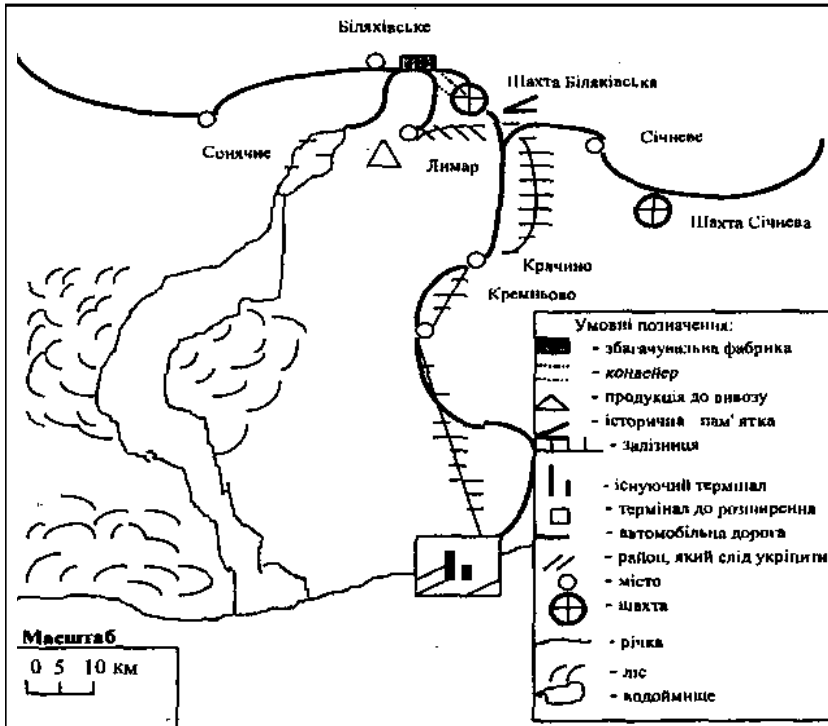 Біляхівське
Шахта Біляківська
Сонячне
Лимар
Січневе
Шахта Січнева
Крачино
Кремньово
Умовні позначення:
- збагачувальна фабрика
- конвейер
- продукція до вивозу
- історична пам'ятка
- залізниця
- існуючий термінал
- термінал до розширення
- автомобільна дорога
- район, який слід укріпити
- місто
- шахта
- річка
- ліс
- водоймище
Масштаб
0 5 10 км